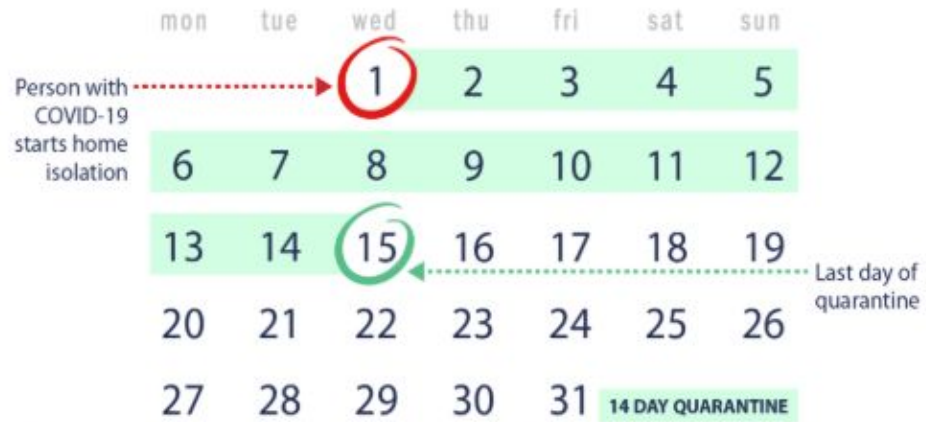 mon tue wed thu fri sat sun
1 2 3 4 5
Person with
COVID-19
starts home
isolation
6 7 8 9 10 11 12
13 14 15 16 17 18 19
Last day of
quarantine
20 21 22 23 24 25 26
27 28 29 30 31 14 DAY QUARANTINE